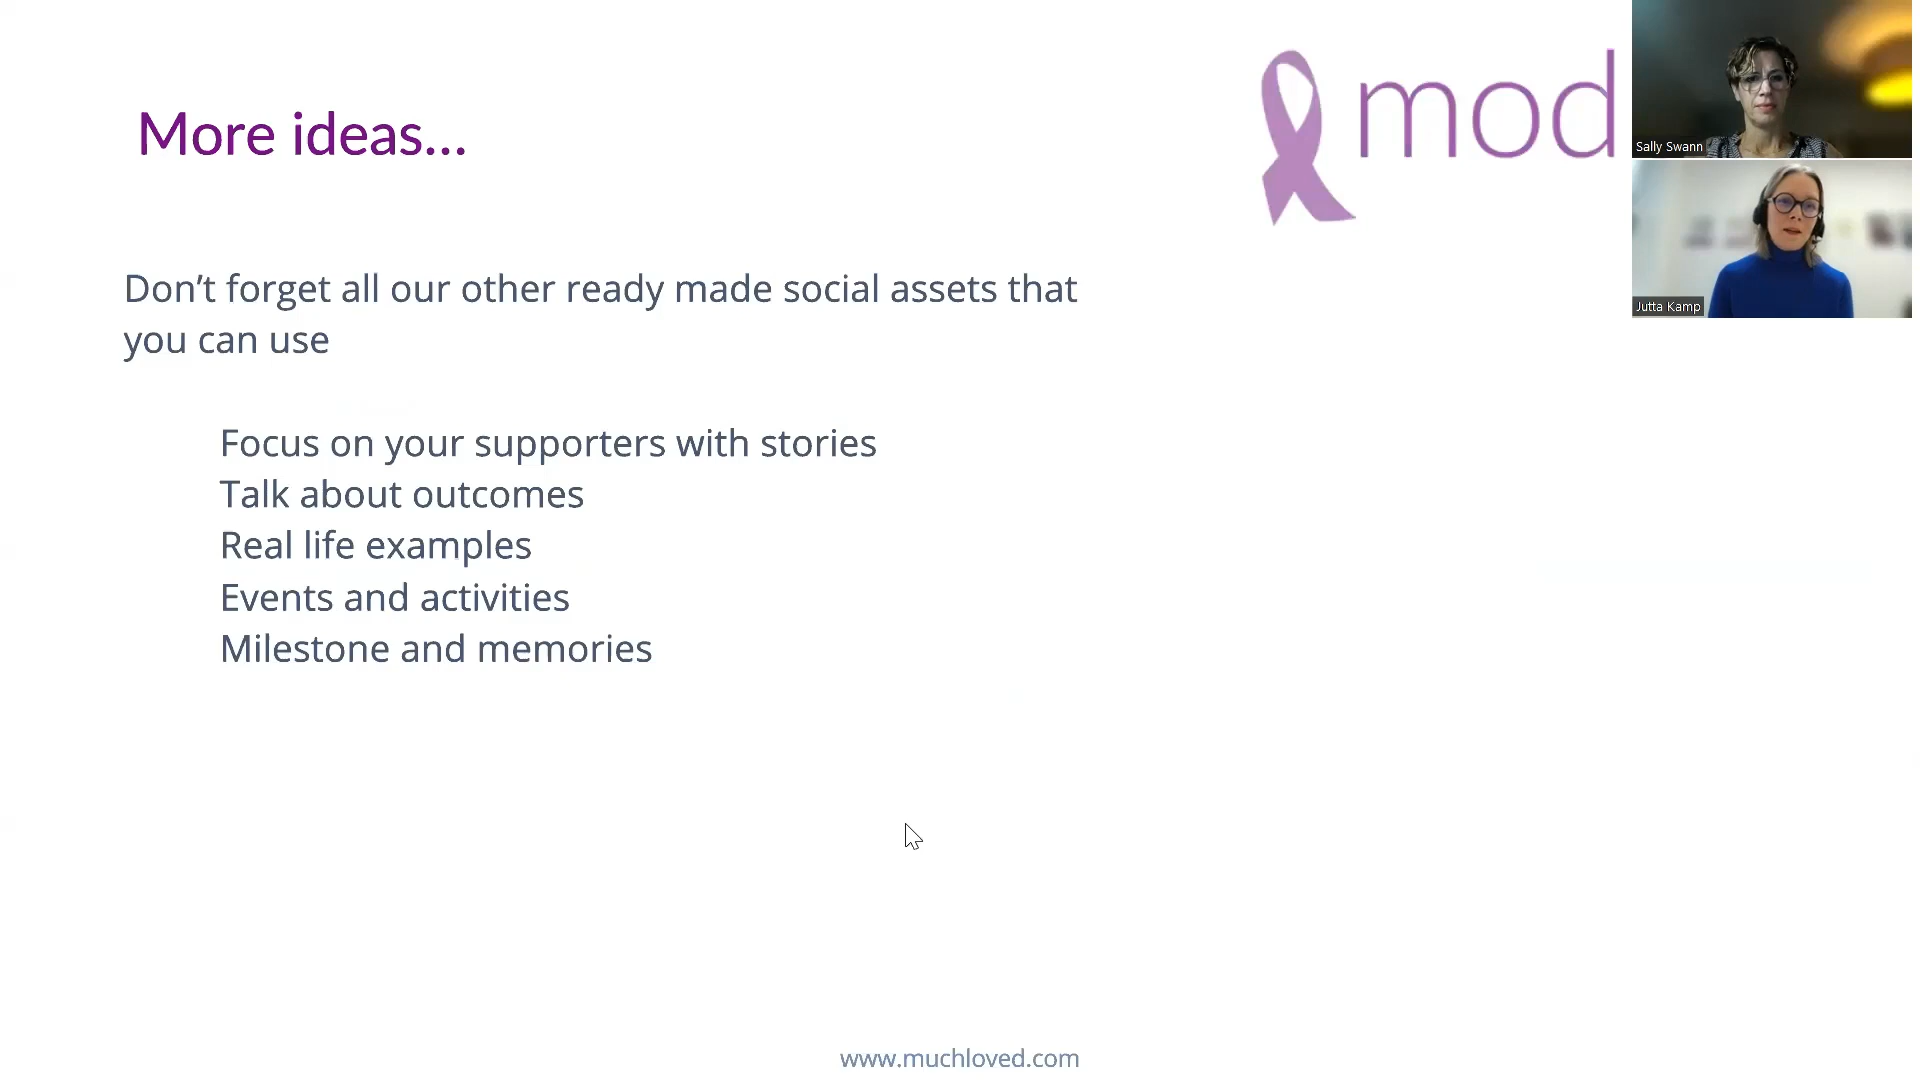 More ideas...
mod
Sally Swann
Jutta Kamp
Don't forget all our other ready made social assets that
you can use
Focus on your supporters with stories
Talk about outcomes
Real life examples
Events and activities
Milestone and memories
www.muchloved.com